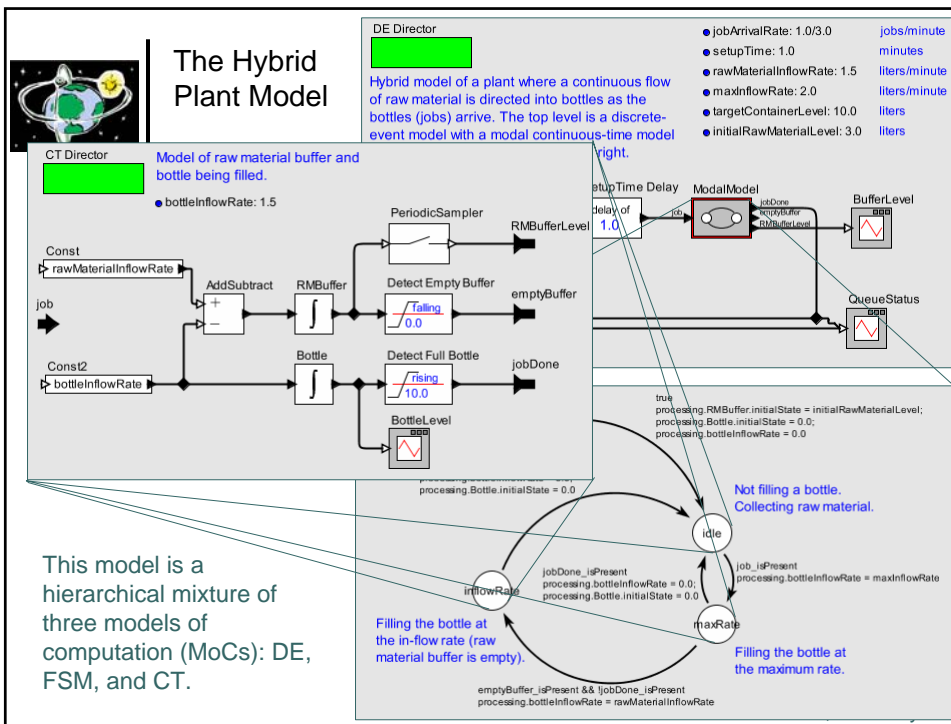 The Hybrid
Plant Model
DE Director
Hybrid model of a plant where a continuous flow
of raw material is directed into bottles as the
bottles (jobs) arrive. The top level is a discrete-
event model with a modal continuous-time model
right.
jobArrivalRate: 1.0/3.0 jobs/minute
setupTime: 1.0 minutes
rawMaterialInflowRate: 1.5 liters/minute
maxInflowRate: 2.0 liters/minute
targetContainerLevel: 10.0 liters
initialRawMaterialLevel: 3.0 liters
etupTime Delay
delay of
1.0
job
ModalModel
jobDone
emptyBuffer
RMBufferLevel
BufferLevel
QueueStatus
CT Director
Model of raw material buffer and
bottle being filled.
bottleInflowRate: 1.5
PeriodicSampler
RMBufferLevel
Const
rawMaterialInflowRate
job
AddSubtract
+
−
RMBuffer
∫
Detect Empty Buffer
falling
0.0
emptyBuffer
Const2
bottleInflowRate
Bottle
∫
Detect Full Bottle
rising
10.0
jobDone
BottleLevel
true
processing.RMBuffer.initialState = initialRawMaterialLevel;
processing.Bottle.initialState = 0.0;
processing.bottleInflowRate = 0.0
processing.Bottle.initialState = 0.0
Not filling a bottle.
Collecting raw material.
idle
job_isPresent
processing.bottleInflowRate = maxInflowRate
jobDone_isPresent
processing.bottleInflowRate = 0.0;
processing.Bottle.initialState = 0.0
inflowRate
maxRate
Filling the bottle at
the in-flow rate (raw
material buffer is empty).
Filling the bottle at
the maximum rate.
emptyBuffer_isPresent && !jobDone_isPresent
processing.bottleInflowRate = rawMaterialInflowRate
This model is a
hierarchical mixture of
three models of
computation (MoCs): DE,
FSM, and CT.